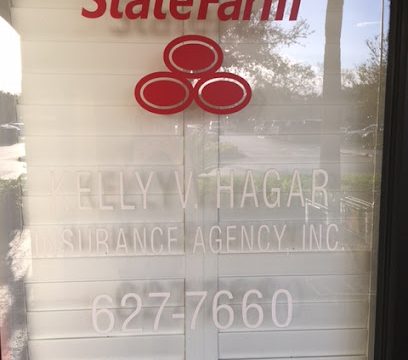 StateFarm
KELLY V. HAGAR
INSURANCE AGENCY, INC.
627-7660